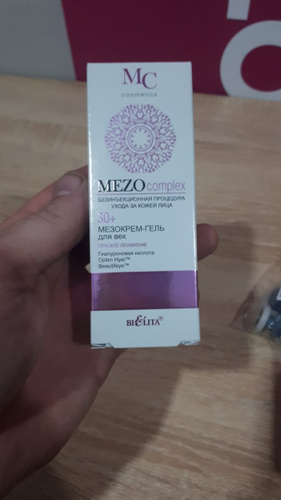 MC
cosmetics
MEZOcomplex
БЕЗИНЪЕКЦИОННАЯ ПРОЦЕДУРА
УХОДА ЗА КОЖЕЙ ЛИЦА
30+
МЕЗОКРЕМ-ГЕЛЬ
для век
ГЛУБОКОЕ УВЛАЖНЕНИЕ
Гиалуроновая кислота
Optim Hyal™
Beautifeye™
BIELITA®